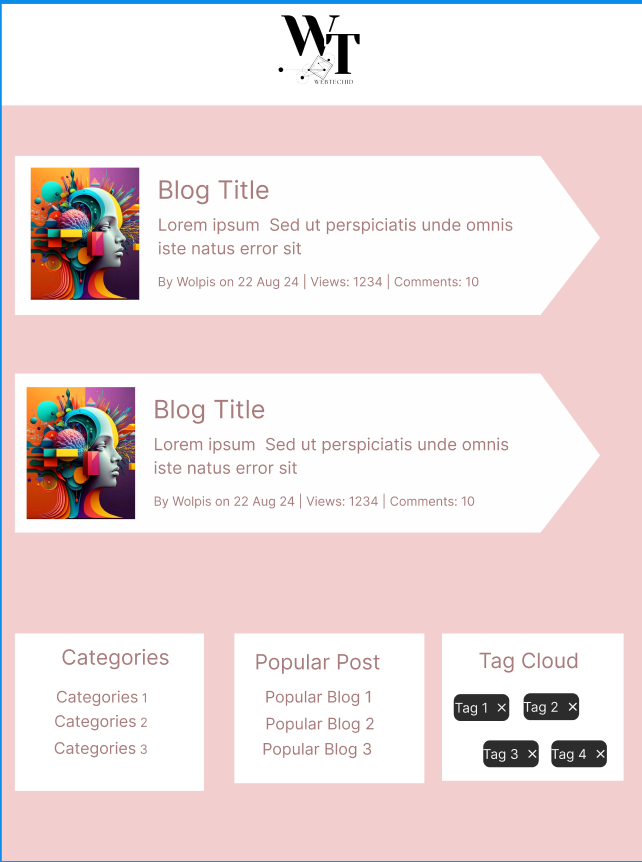 WT
WEBTECHID
Blog Title
Lorem ipsum  Sed ut perspiciatis unde omnis
iste natus error sit
By Wolpis on 22 Aug 24 | Views: 1234 | Comments: 10
Blog Title
Lorem ipsum  Sed ut perspiciatis unde omnis
iste natus error sit
By Wolpis on 22 Aug 24 | Views: 1234 | Comments: 10
Categories
Categories 1
Categories 2
Categories 3
Popular Post
Popular Blog 1
Popular Blog 2
Popular Blog 3
Tag Cloud
Tag 1 × Tag 2 ×
Tag 3 × Tag 4 ×